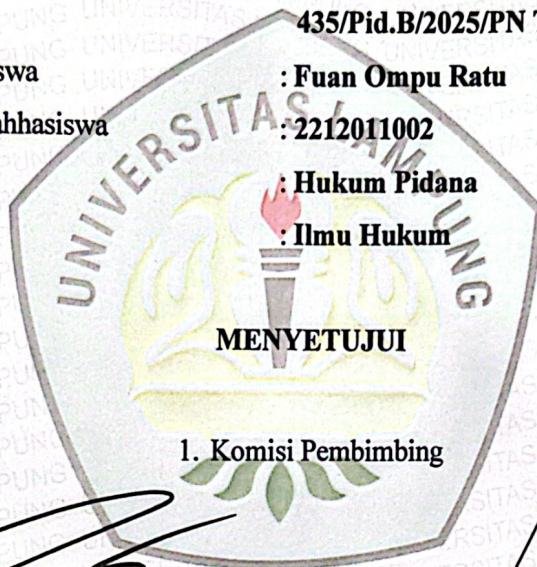 435/Pid.B/2025/PN T
swa : Fuan Ompu Ratu
ahhasiswa : 2212011002
: Hukum Pidana
: Ilmu Hukum
UNIVERSITAS LAMPUNG
MENYETUJUI
1. Komisi Pembimbing